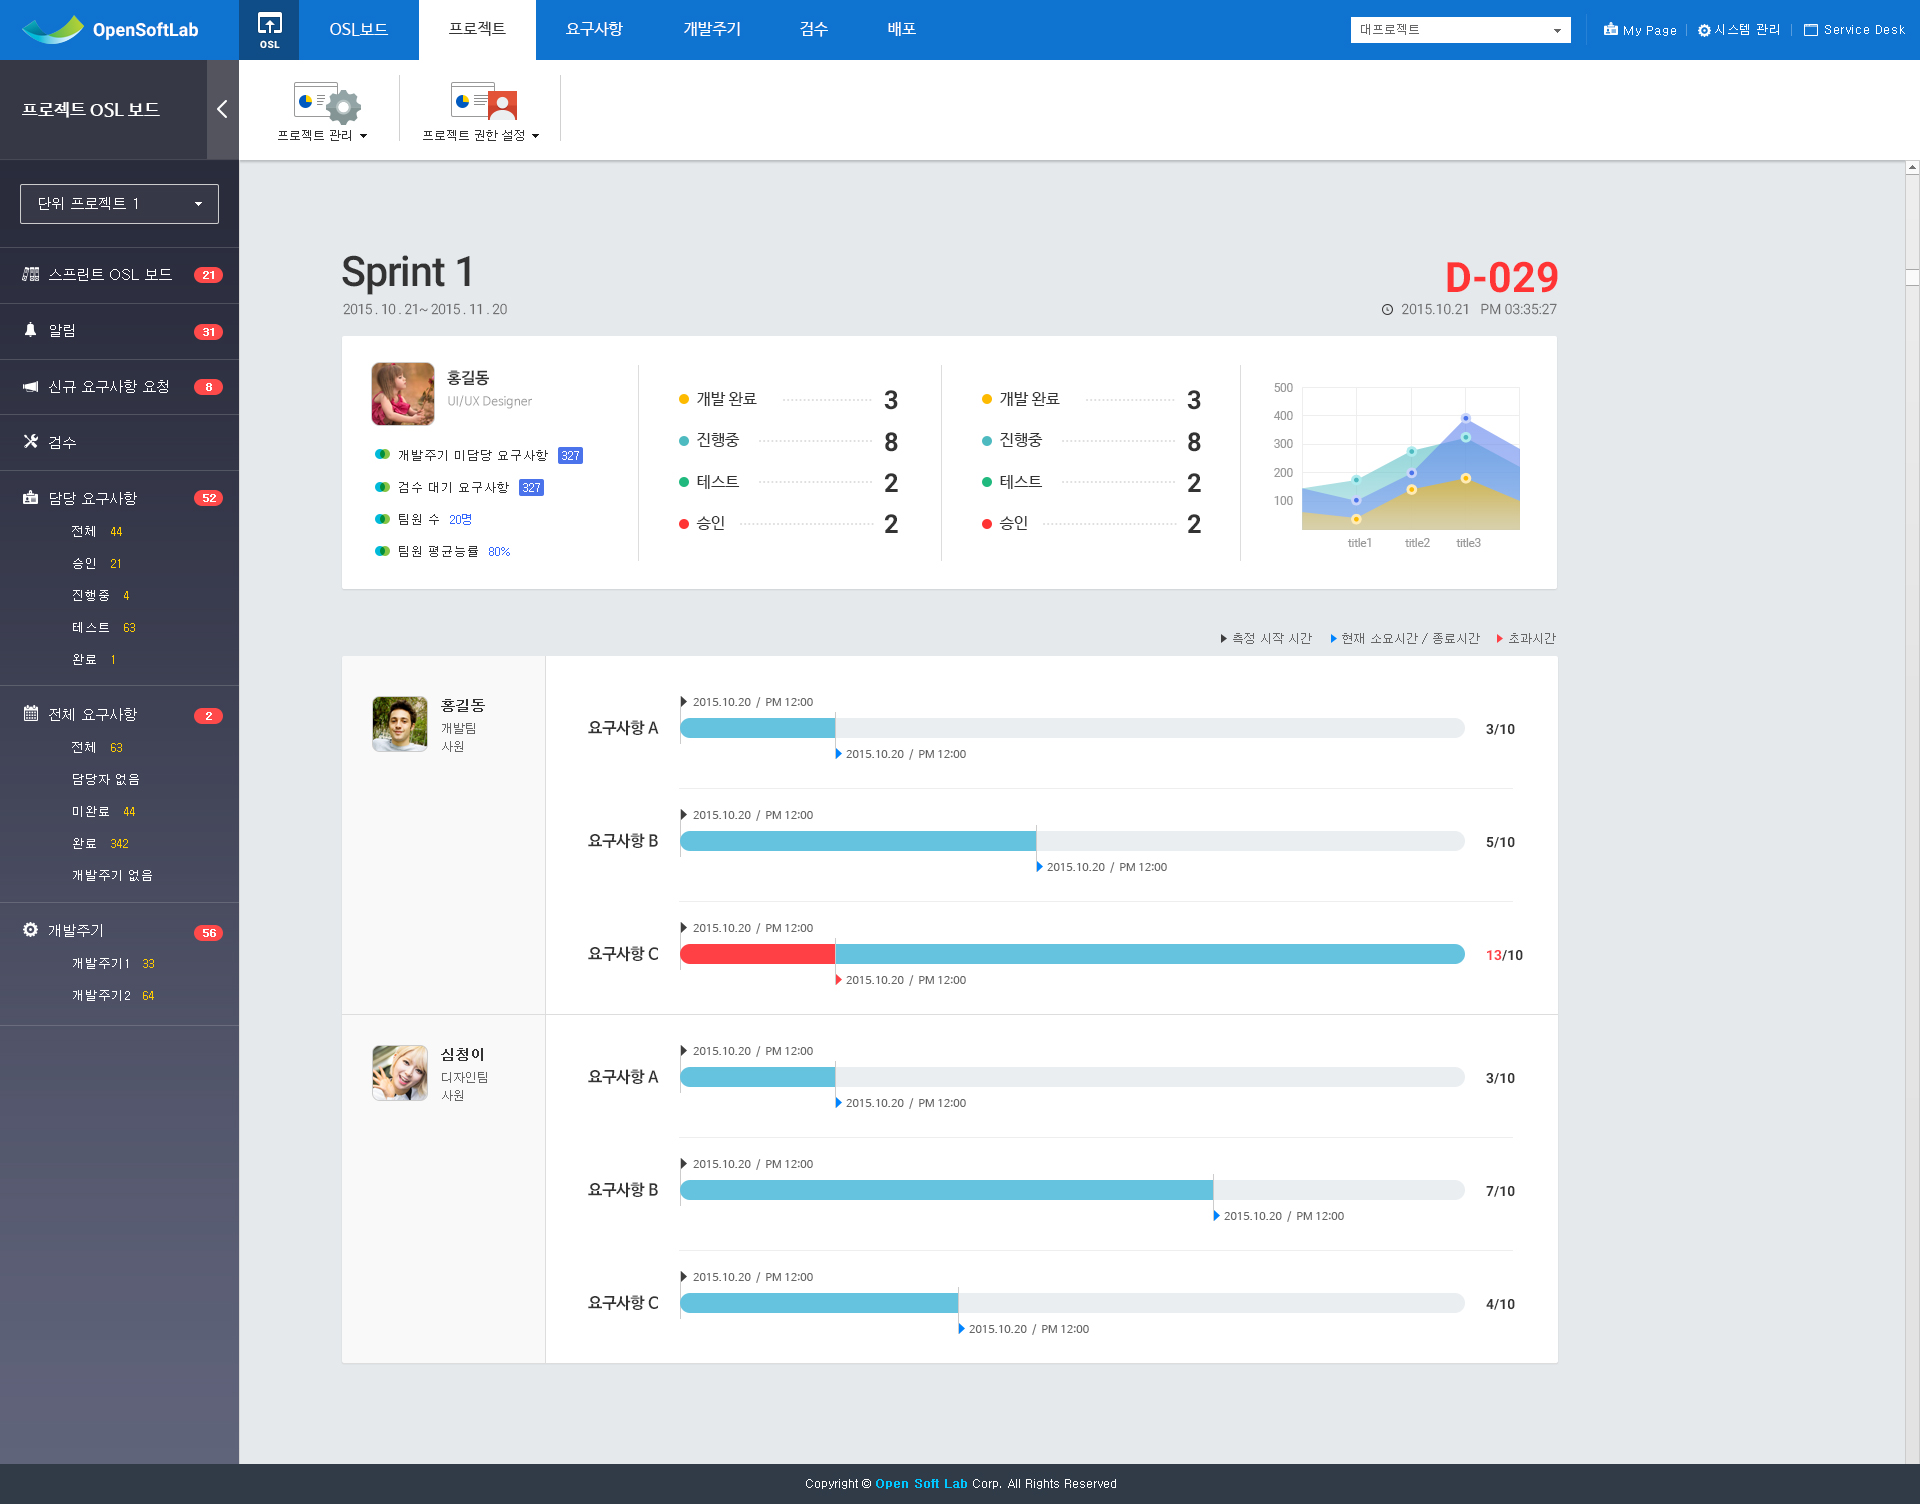 OpenSoftLab
OSL
OSL보드
프로젝트
요구사항
개발주기
검수
배포
대프로젝트
My Page
시스템 관리
Service Desk
프로젝트 OSL 보드
프로젝트 관리
프로젝트 권한 설정
단위 프로젝트 1
스프린트 OSL 보드 21
알림 31
신규 요구사항 요청 8
검수
담당 요구사항 52
전체 44
승인 21
진행중 4
테스트 63
완료 1
전체 요구사항 2
전체 63
담당자 없음
미완료 44
완료 342
개발주기 없음
개발주기 56
개발주기1 33
개발주기2 64
Sprint 1
2015 . 10 . 21~ 2015 . 11 . 20
D-029
2015.10.21 PM 03:35:27
홍길동
UI/UX Designer
개발주기 미담당 요구사항 327
검수 대기 요구사항 327
팀원 수 20명
팀원 평균능률 80%
개발 완료 3
진행중 8
테스트 2
승인 2
개발 완료 3
진행중 8
테스트 2
승인 2
500
400
300
200
100
title1 title2 title3
측정 시작 시간 현재 소요시간 / 종료시간 초과시간
홍길동
개발팀
사원
2015.10.20 / PM 12:00
요구사항 A 3/10
2015.10.20 / PM 12:00
2015.10.20 / PM 12:00
요구사항 B 5/10
2015.10.20 / PM 12:00
2015.10.20 / PM 12:00
요구사항 C 13/10
2015.10.20 / PM 12:00
심청이
디자인팀
사원
2015.10.20 / PM 12:00
요구사항 A 3/10
2015.10.20 / PM 12:00
2015.10.20 / PM 12:00
요구사항 B 7/10
2015.10.20 / PM 12:00
2015.10.20 / PM 12:00
요구사항 C 4/10
2015.10.20 / PM 12:00
Copyright © Open Soft Lab Corp. All Rights Reserved